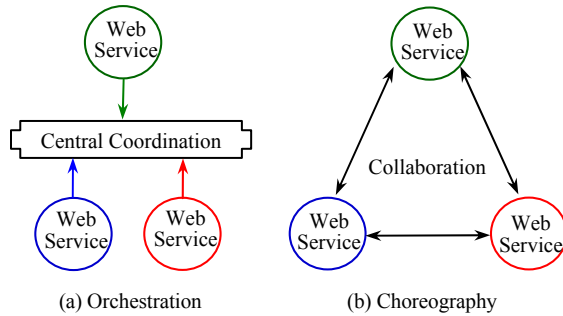 Web
Service
Central Coordination
Web
Service
Web
Service
(a) Orchestration
Web
Service
Collaboration
Web
Service
Web
Service
(b) Choreography